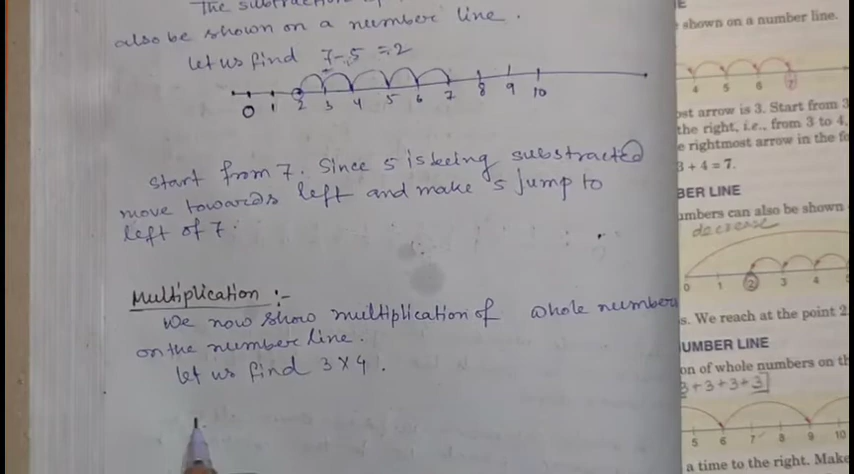 The
also be shown on a number line.
let us find 7-5 =2
0 1 2 3 4 5 6 7 8 9 10
Start from 7. Since 5 is being substracted
move towards left and make 5 jump to
left of 7.
Multiplication :-
We now show multiplication of whole numbers
on the number line.
let us find 3 x 4.
shown on a number line.
4 5 6 7
ost arrow is 3. Start from 3
the right, i.e., from 3 to 4,
e rightmost arrow in the fo
3 + 4 = 7.
BER LINE
umbers can also be shown
decrease
0 1 2 3 4
s. We reach at the point 2
UMBER LINE
on of whole numbers on th
3+3+3+3
5 6 7 8 9 10
a time to the right. Make